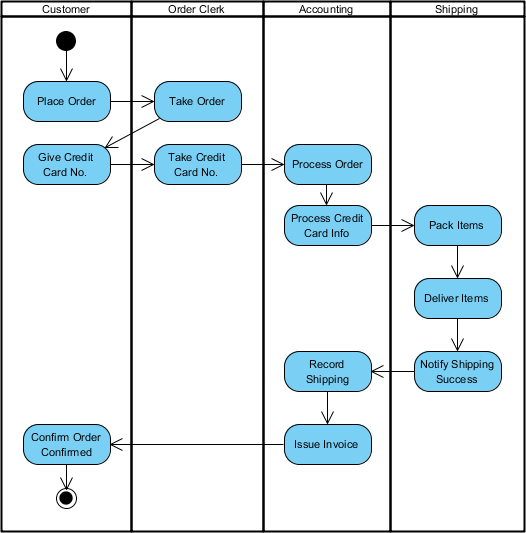 Customer
Order Clerk
Accounting
Shipping
Place Order
Take Order
Give Credit
Card No.
Take Credit
Card No.
Process Order
Process Credit
Card Info
Pack Items
Deliver Items
Record
Shipping
Notify Shipping
Success
Confirm Order
Confirmed
Issue Invoice